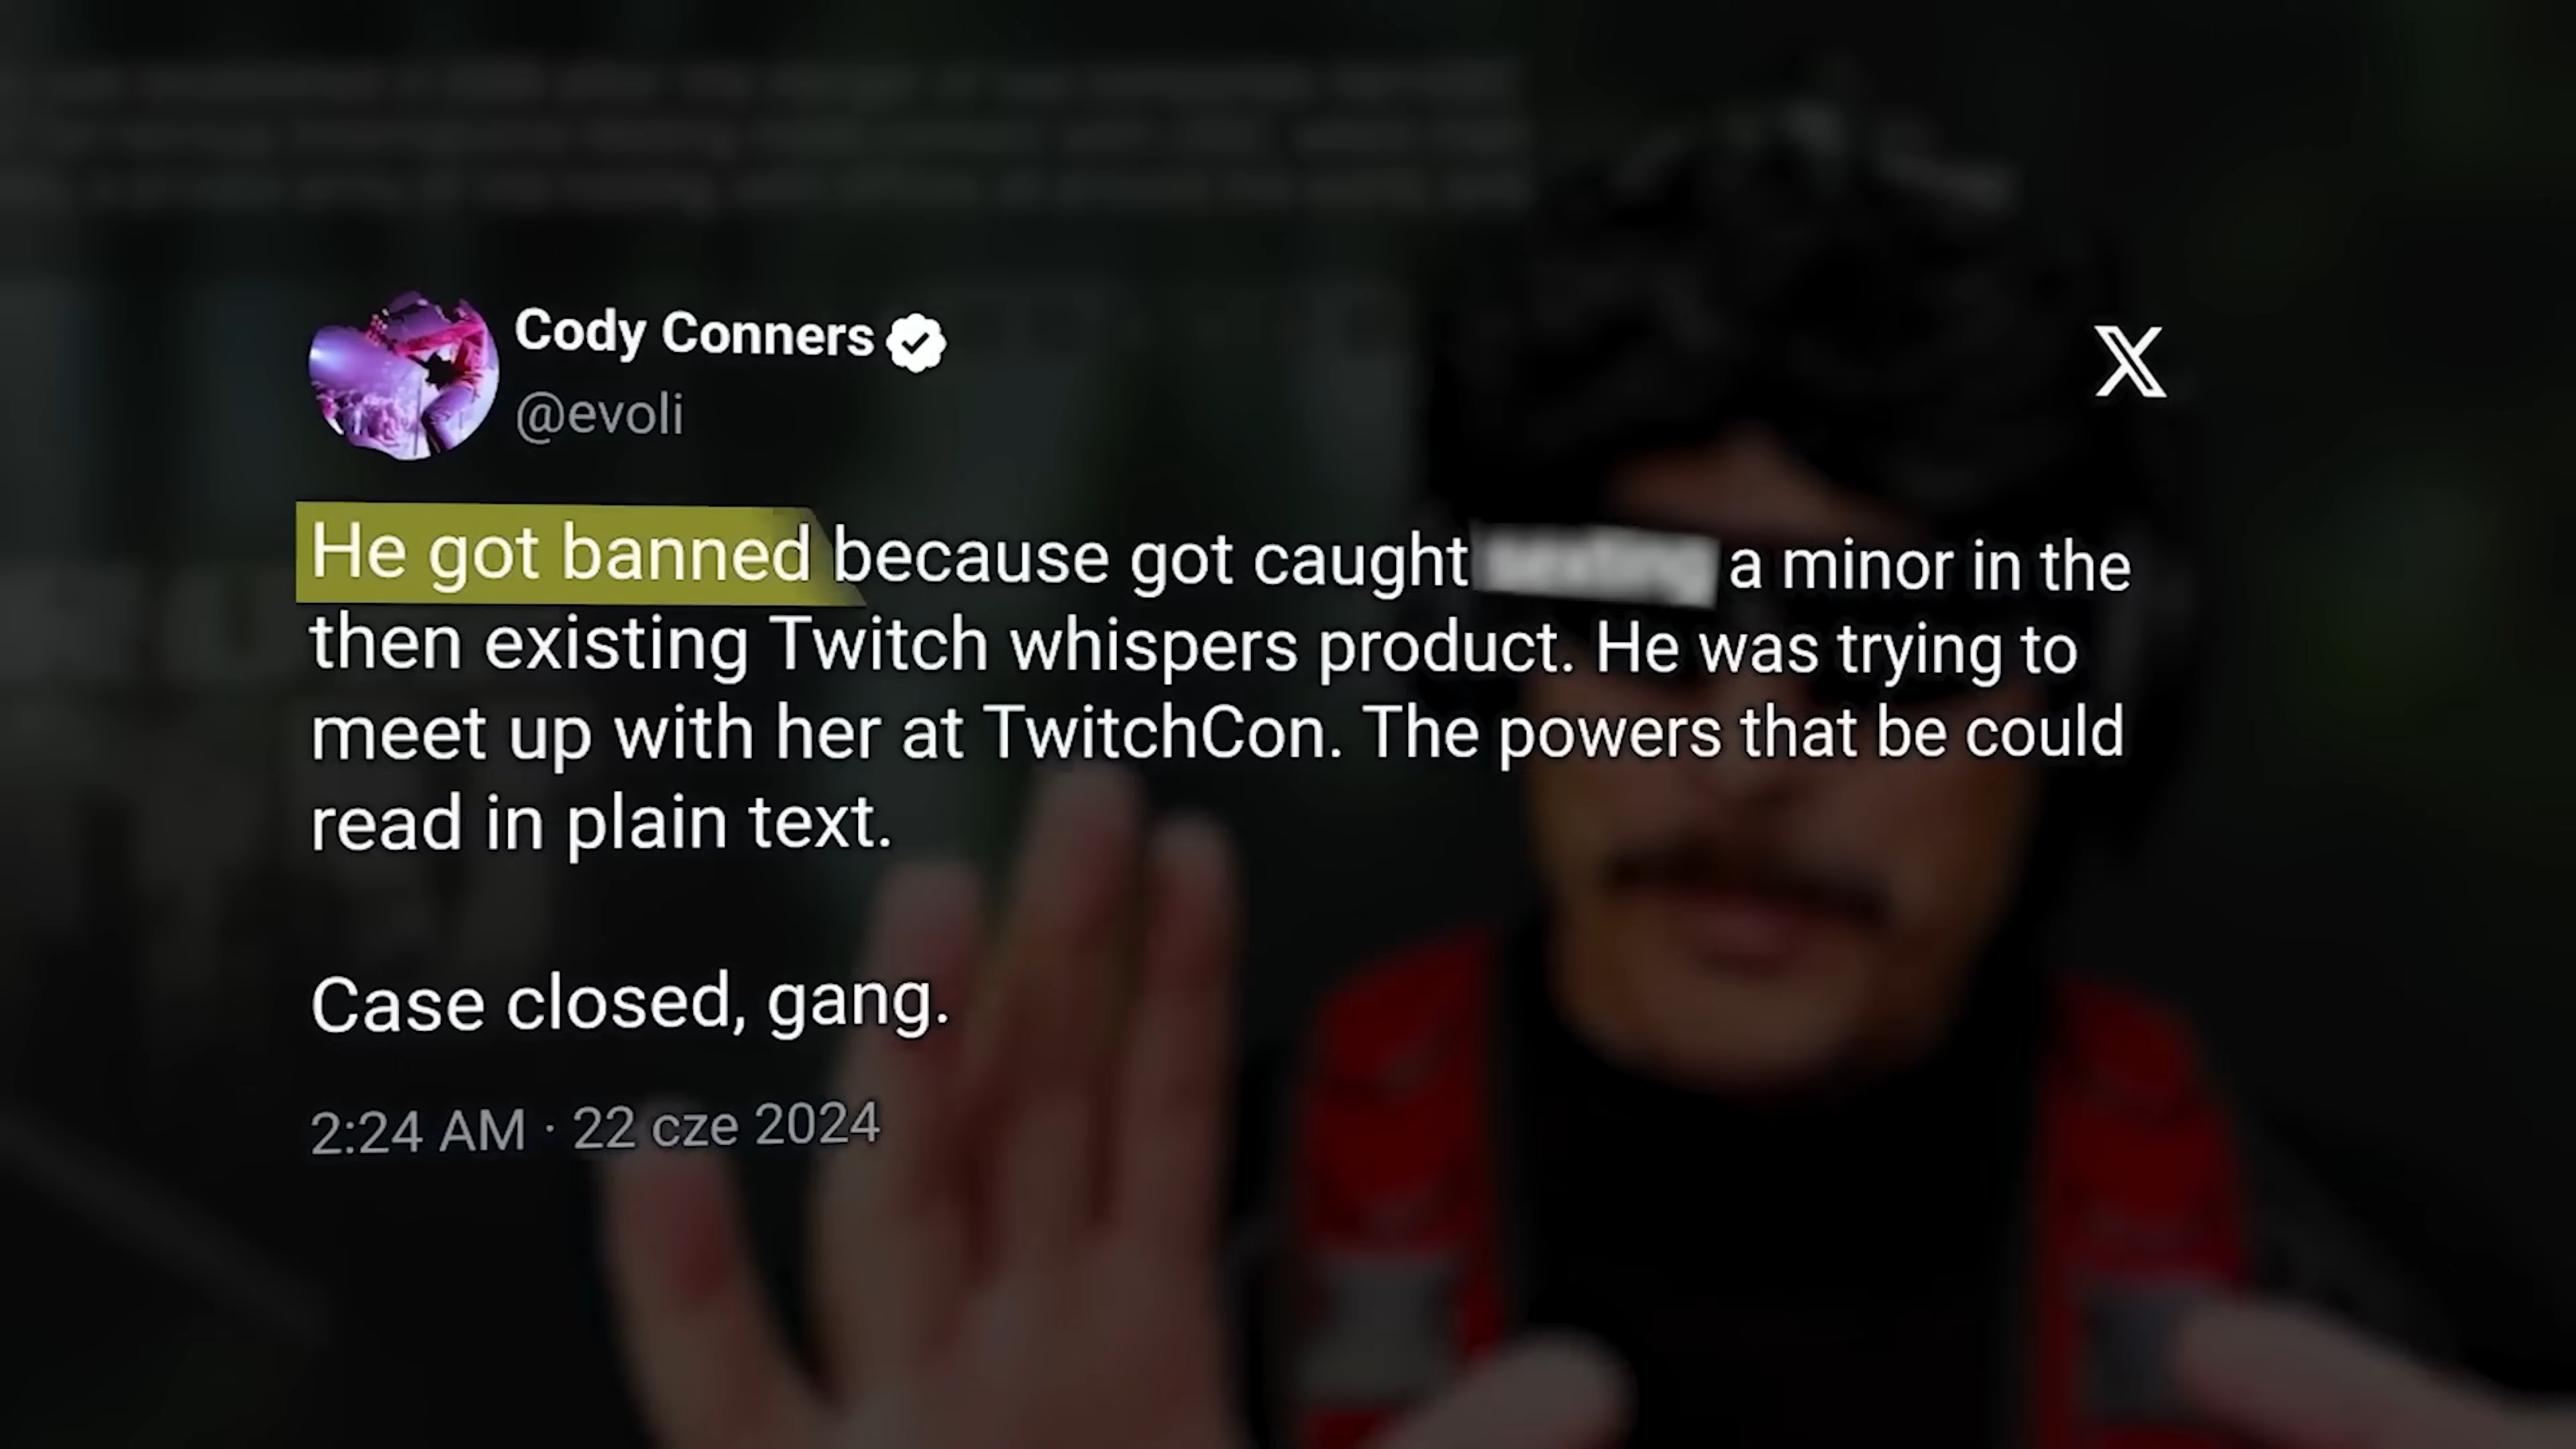 Cody Conners
@evoli
He got banned because got caught a minor in the
then existing Twitch whispers product. He was trying to
meet up with her at TwitchCon. The powers that be could
read in plain text.
Case closed, gang.
2:24 AM · 22 cze 2024